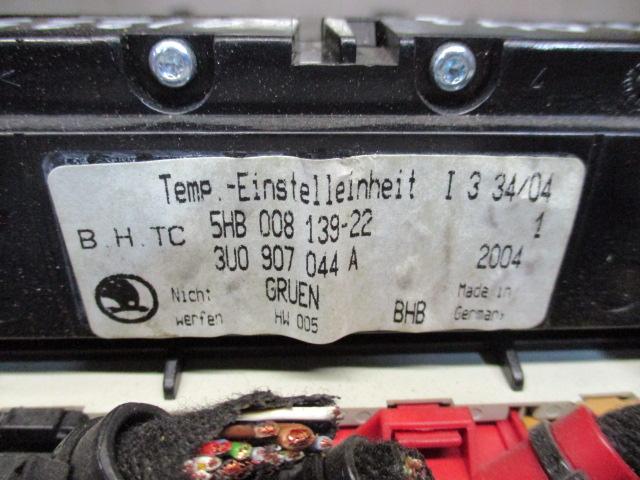 Temp.-Einstelleinheit I 3 34/04
B.H.TC 5HB 008 139-22 1
3U0 907 044 A 2004
Nicht GRUEN Made in
werfen HW 005 BHB Germany